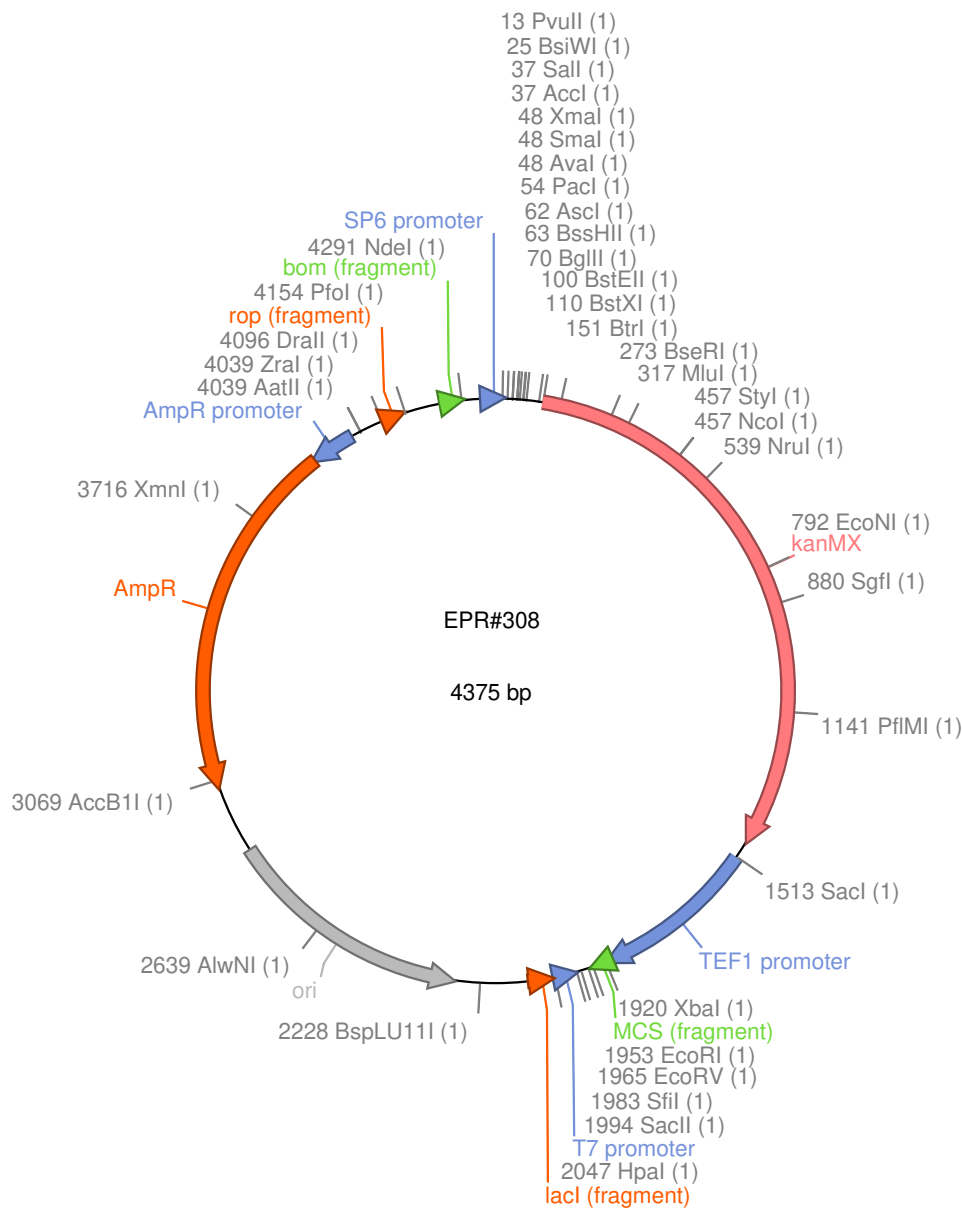 13 PvuII (1)
25 BsiWI (1)
37 SalI (1)
37 AccI (1)
48 XmaI (1)
48 SmaI (1)
48 AvaI (1)
54 PacI (1)
62 AscI (1)
63 BssHII (1)
70 BglII (1)
100 BstEII (1)
110 BstXI (1)
151 BtrI (1)
273 BseRI (1)
317 MluI (1)
457 StyI (1)
457 NcoI (1)
539 NruI (1)
792 EcoNI (1)
kanMX
880 SgfI (1)
1141 PflMI (1)
1513 SacI (1)
TEF1 promoter
1920 XbaI (1)
MCS (fragment)
1953 EcoRI (1)
1965 EcoRV (1)
1983 SfiI (1)
1994 SacII (1)
T7 promoter
2047 HpaI (1)
lacI (fragment)
2228 BspLU11I (1)
ori
2639 AlwNI (1)
3069 AccB1I (1)
AmpR
3716 XmnI (1)
AmpR promoter
4039 AatII (1)
4039 ZraI (1)
4096 DraII (1)
rop (fragment)
4154 PfoI (1)
bom (fragment)
4291 NdeI (1)
SP6 promoter
EPR#308
4375 bp